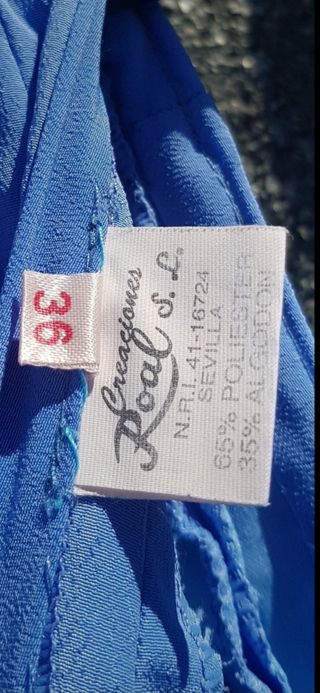 36
Creaciones
Roal S. L.
N.R.I. 41-16724
SEVILLA
65% POLIESTER
35% ALGODON